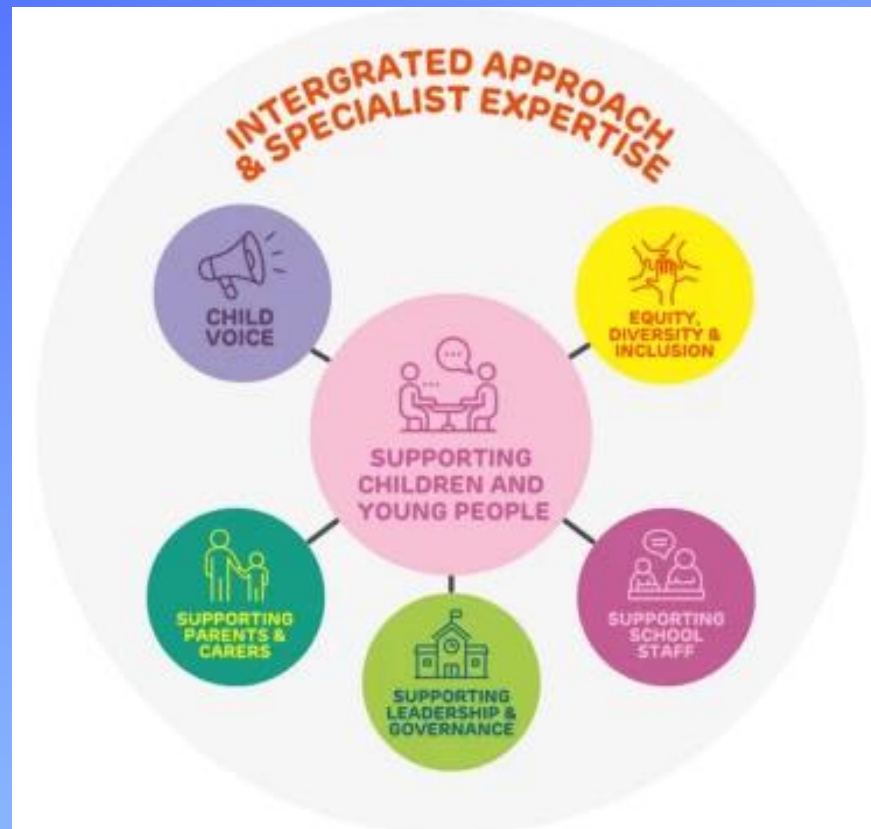 INTERGRATED APPROACH
& SPECIALIST EXPERTISE
CHILD
VOICE
EQUITY,
DIVERSITY &
INCLUSION
SUPPORTING
CHILDREN AND
YOUNG PEOPLE
SUPPORTING
PARENTS &
CARERS
SUPPORTING
LEADERSHIP &
GOVERNANCE
SUPPORTING
SCHOOL
STAFF